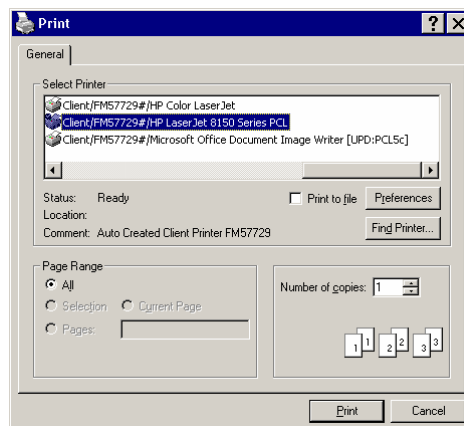 Print
General
Select Printer
Client/FM57729#/HP Color LaserJet
Client/FM57729#/HP LaserJet 8150 Series PCL
Client/FM57729#/Microsoft Office Document Image Writer [UPD:PCL5c]
Status: Ready
Print to file
Preferences
Location:
Comment: Auto Created Client Printer FM57729
Find Printer...
Page Range
All
Selection Current Page
Pages:
Number of copies: 1
1 1 2 2 3 3
Print Cancel